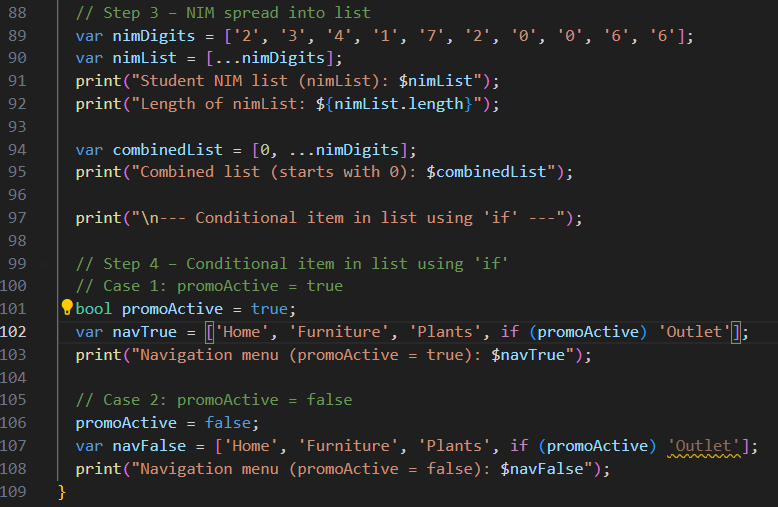 88 // Step 3 – NIM spread into list
89 var nimDigits = ['2', '3', '4', '1', '7', '2', '0', '0', '6', '6'];
90 var nimList = [...nimDigits];
91 print("Student NIM list (nimList): $nimList");
92 print("Length of nimList: ${nimList.length}");
93
94 var combinedList = [0, ...nimDigits];
95 print("Combined list (starts with 0): $combinedList");
96
97 print("\n--- Conditional item in list using 'if' ---");
98
99 // Step 4 – Conditional item in list using 'if'
100 // Case 1: promoActive = true
101 bool promoActive = true;
102 var navTrue = ['Home', 'Furniture', 'Plants', if (promoActive) 'Outlet'];
103 print("Navigation menu (promoActive = true): $navTrue");
104
105 // Case 2: promoActive = false
106 promoActive = false;
107 var navFalse = ['Home', 'Furniture', 'Plants', if (promoActive) 'Outlet'];
108 print("Navigation menu (promoActive = false): $navFalse");
109 }